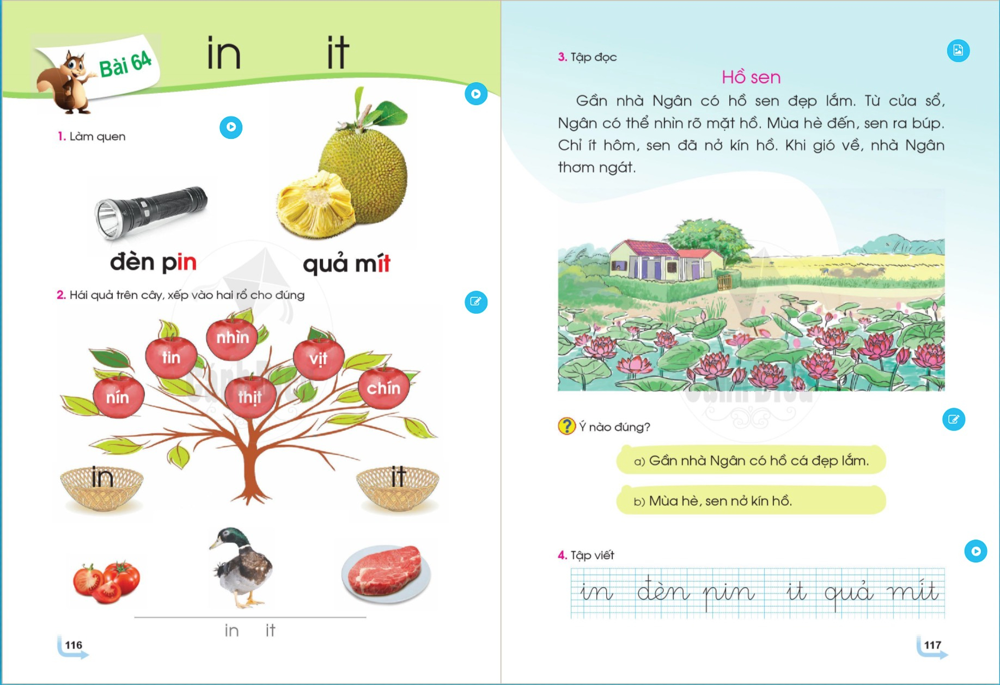 Bài 64
in it
1. Làm quen
đèn pin
quả mít
2. Hái quả trên cây, xếp vào hai rổ cho đúng
nhìn
tin
vịt
nín
thịt
chín
Cánh Diều
in
it
in it
116
3. Tập đọc
Hồ sen
Gần nhà Ngân có hồ sen đẹp lắm. Từ cửa sổ,
Ngân có thể nhìn rõ mặt hồ. Mùa hè đến, sen ra búp.
Chỉ ít hôm, sen đã nở kín hồ. Khi gió về, nhà Ngân
thơm ngát.
Cánh Diều
? Ý nào đúng?
a) Gần nhà Ngân có hồ cá đẹp lắm.
b) Mùa hè, sen nở kín hồ.
4. Tập viết
in đèn pin it quả mít
117